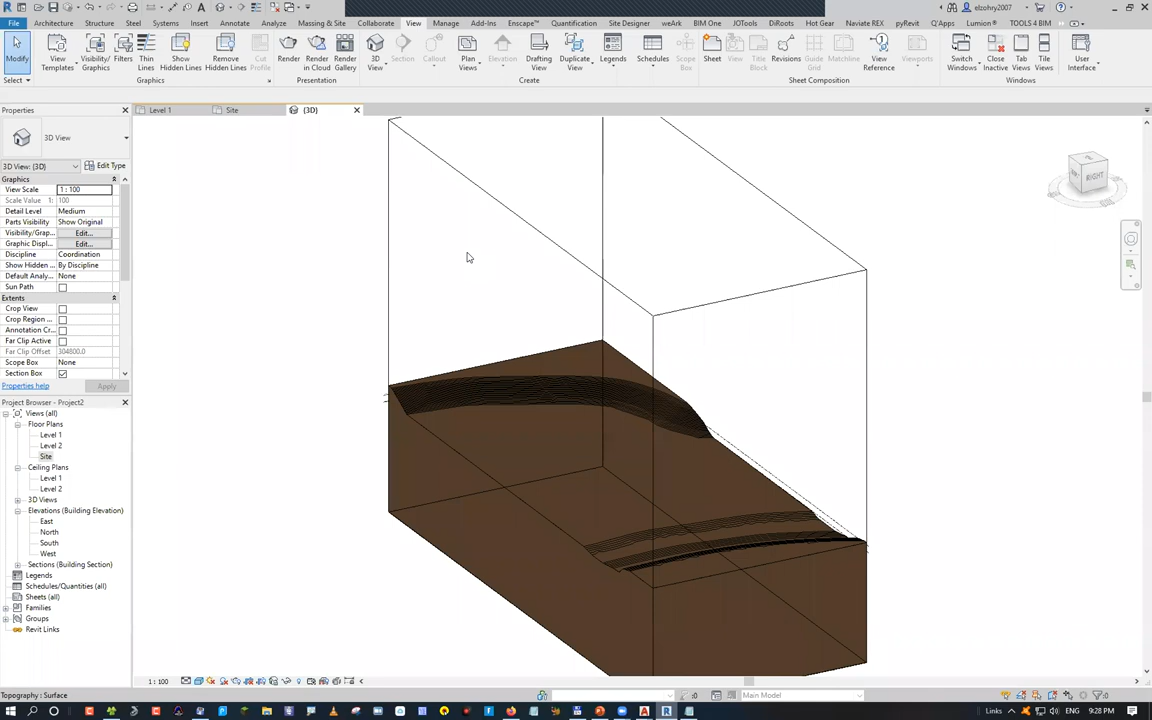 elzohry2007
File Architecture Structure Steel Systems Insert Annotate Analyze Massing & Site Collaborate View Manage Add-Ins Enscape™ Quantification Site Designer weArk BIM One JOTools DiRoots Hot Gear Naviate REX pyRevit Q'Apps Lumion® TOOLS 4 BIM
Modify View Templates Visibility/ Graphics Filters Thin Lines Show Hidden Lines Remove Hidden Lines Cut Profile Render Render in Cloud Render Gallery 3D View Section Callout Plan Views Elevation Drafting View Duplicate View Legends Schedules Scope Box Sheet View Title Block Revisions Guide Grid Matchline View Reference Viewports Switch Windows Close Inactive Tab Views Tile Views User Interface
Select Graphics Presentation Create Sheet Composition Windows
Properties
Level 1 Site {3D}
3D View
3D View: {3D} Edit Type
Graphics
View Scale 1 : 100
Scale Value 1: 100
Detail Level Medium
Parts Visibility Show Original
Visibility/Grap... Edit...
Graphic Displ... Edit...
Discipline Coordination
Show Hidden ... By Discipline
Default Analy... None
Sun Path
Extents
Crop View
Crop Region ...
Annotation Cr...
Far Clip Active
Far Clip Offset 304800.0
Scope Box None
Section Box
Properties help Apply
Project Browser - Project2
Views (all)
Floor Plans
Level 1
Level 2
Site
Ceiling Plans
Level 1
Level 2
3D Views
Elevations (Building Elevation)
East
North
South
West
Sections (Building Section)
Legends
Schedules/Quantities (all)
Sheets (all)
Families
Groups
Revit Links
RIGHT
1 : 100
Topography : Surface
:0 Main Model :0
Links ENG 9:28 PM